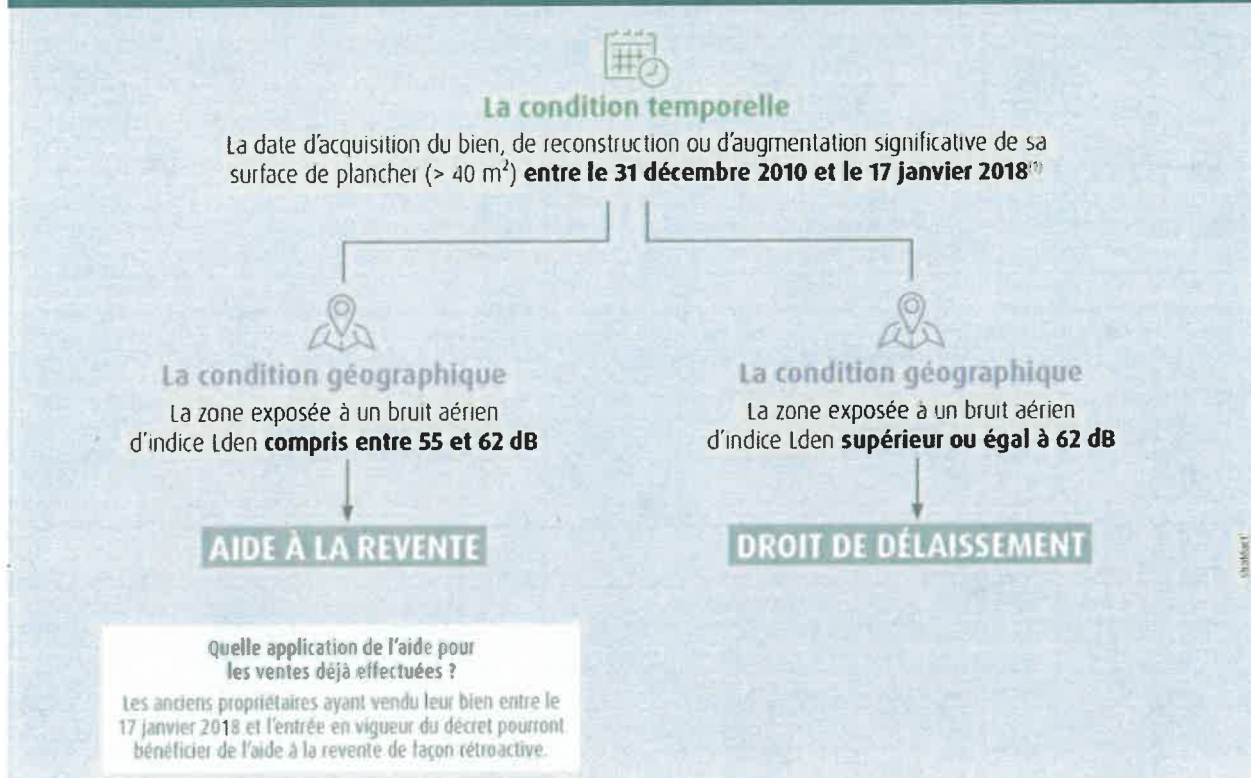 La condition temporelle
La date d'acquisition du bien, de reconstruction ou d'augmentation significative de sa
surface de plancher (> 40 m²) entre le 31 décembre 2010 et le 17 janvier 2018⁽¹⁾
La condition géographique
La zone exposée à un bruit aérien
d'indice Lden compris entre 55 et 62 dB
AIDE À LA REVENTE
La condition géographique
La zone exposée à un bruit aérien
d'indice Lden supérieur ou égal à 62 dB
DROIT DE DÉLAISSEMENT
Quelle application de l'aide pour
les ventes déjà effectuées ?
Les anciens propriétaires ayant vendu leur bien entre le
17 janvier 2018 et l'entrée en vigueur du décret pourront
bénéficier de l'aide à la revente de façon rétroactive.